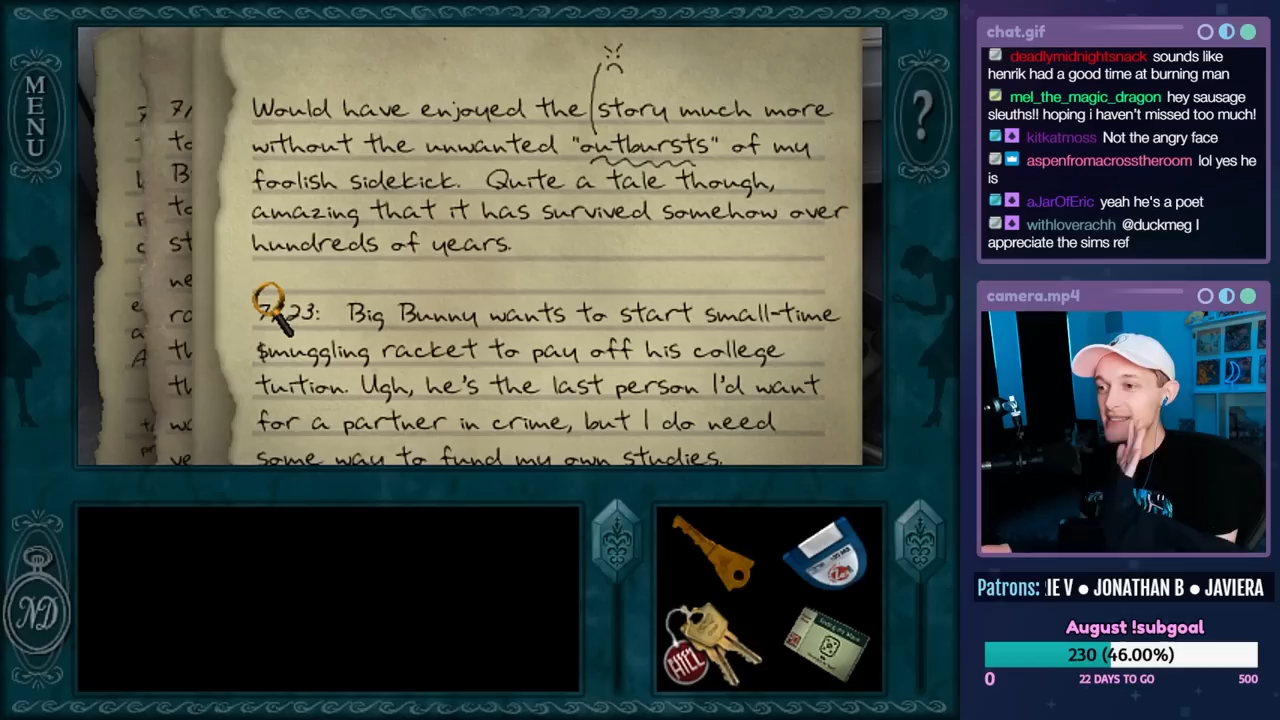 MENU
?
Would have enjoyed the story much more
without the unwanted "outbursts" of my
foolish sidekick. Quite a tale though,
amazing that it has survived somehow over
hundreds of years.
7/23: Big Bunny wants to start small-time
$muggling racket to pay off his college
tuition. Ugh, he's the last person I'd want
for a partner in crime, but I do need
some way to fund my own studies.
ND
HILL
chat.gif
deadlymidnightsnack sounds like
henrik had a good time at burning man
mel_the_magic_dragon hey sausage
sleuths!! hoping i haven't missed too much!
kitkatmoss Not the angry face
aspenfromacrosstheroom lol yes he
is
aJarOfEric yeah he's a poet
withloverachh @duckmeg I
appreciate the sims ref
camera.mp4
Patrons: IE V ● JONATHAN B ● JAVIERA
August !subgoal
230 (46.00%)
0 22 DAYS TO GO 500